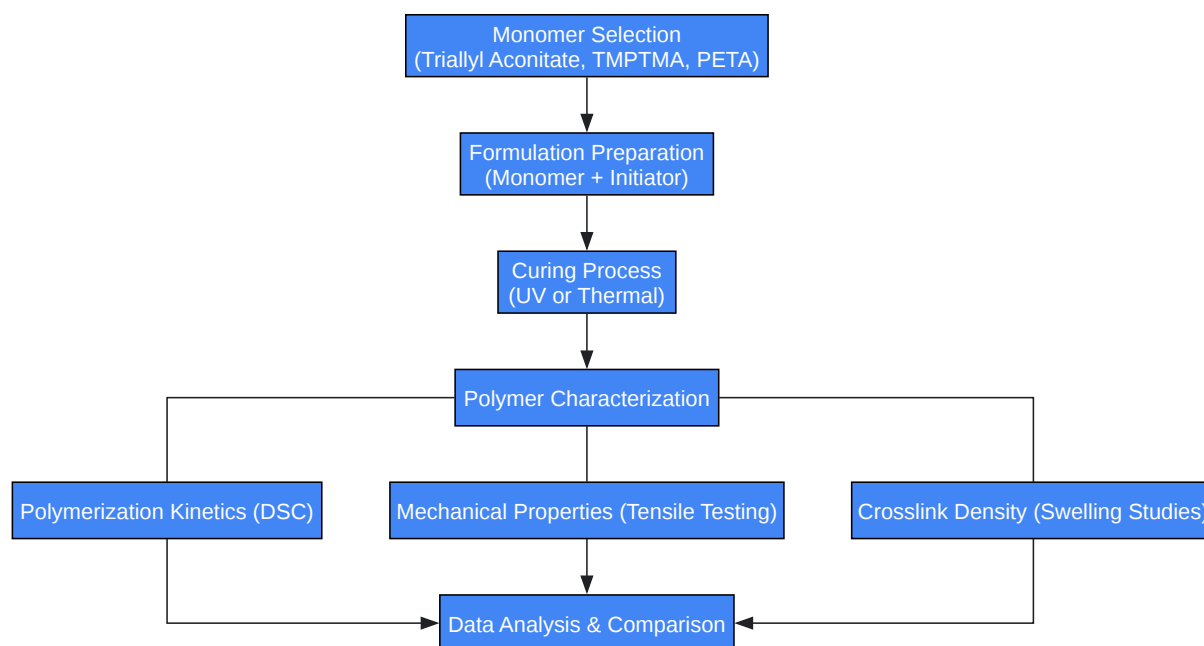 Monomer Selection
(Triallyl Aconitate, TMPTMA, PETA)
Formulation Preparation
(Monomer + Initiator)
Curing Process
(UV or Thermal)
Polymer Characterization
Polymerization Kinetics (DSC)
Mechanical Properties (Tensile Testing)
Crosslink Density (Swelling Studies)
Data Analysis & Comparison